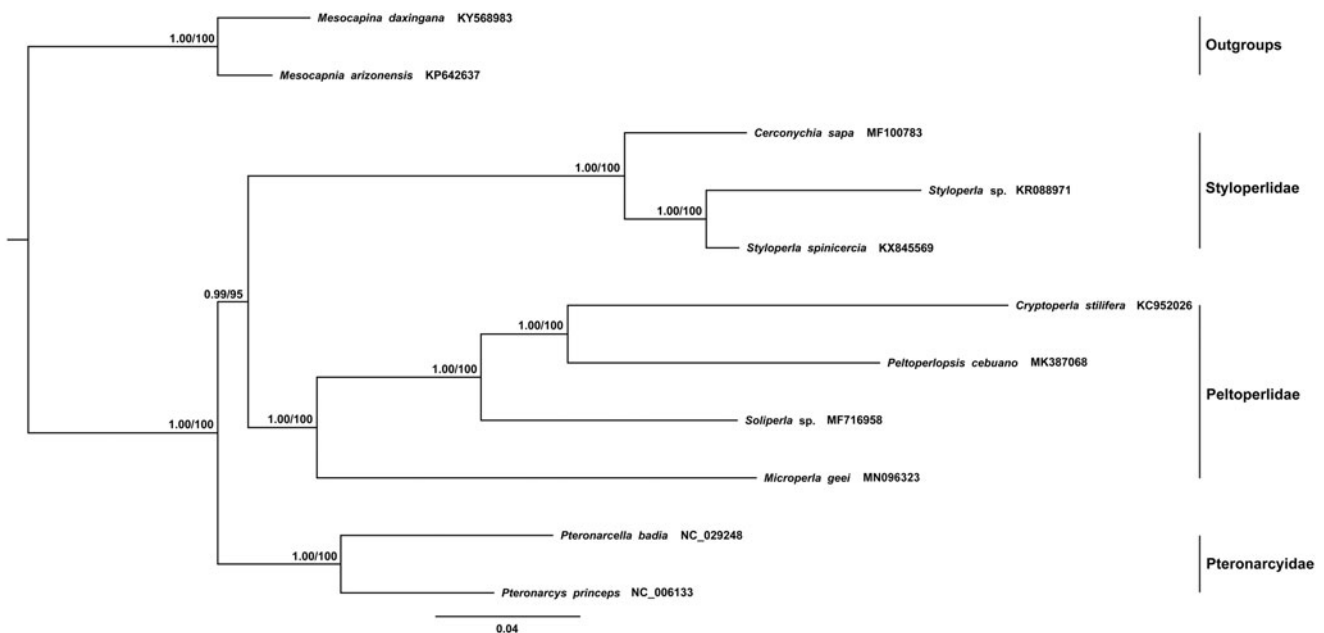 Mesocapina daxingana KY568983
1.00/100
Outgroups
Mesocapnia arizonensis KP642637
Cerconychia sapa MF100783
1.00/100
Styloperla sp. KR088971
Styloperlidae
1.00/100
Styloperla spinicercia KX845569
0.99/95
Cryptoperla stilifera KC952026
1.00/100
Peltoperlopsis cebuano MK387068
1.00/100
Peltoperlidae
1.00/100
Soliperla sp. MF716958
1.00/100
Microperla geei MN096323
Pteronarcella badia NC_029248
1.00/100
Pteronarcyidae
Pteronarcys princeps NC_006133
0.04